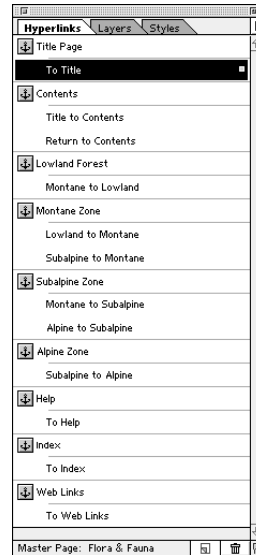 Hyperlinks Layers Styles
Title Page
To Title
Contents
Title to Contents
Return to Contents
Lowland Forest
Montane to Lowland
Montane Zone
Lowland to Montane
Subalpine to Montane
Subalpine Zone
Montane to Subalpine
Alpine to Subalpine
Alpine Zone
Subalpine to Alpine
Help
To Help
Index
To Index
Web Links
To Web Links
Master Page: Flora & Fauna